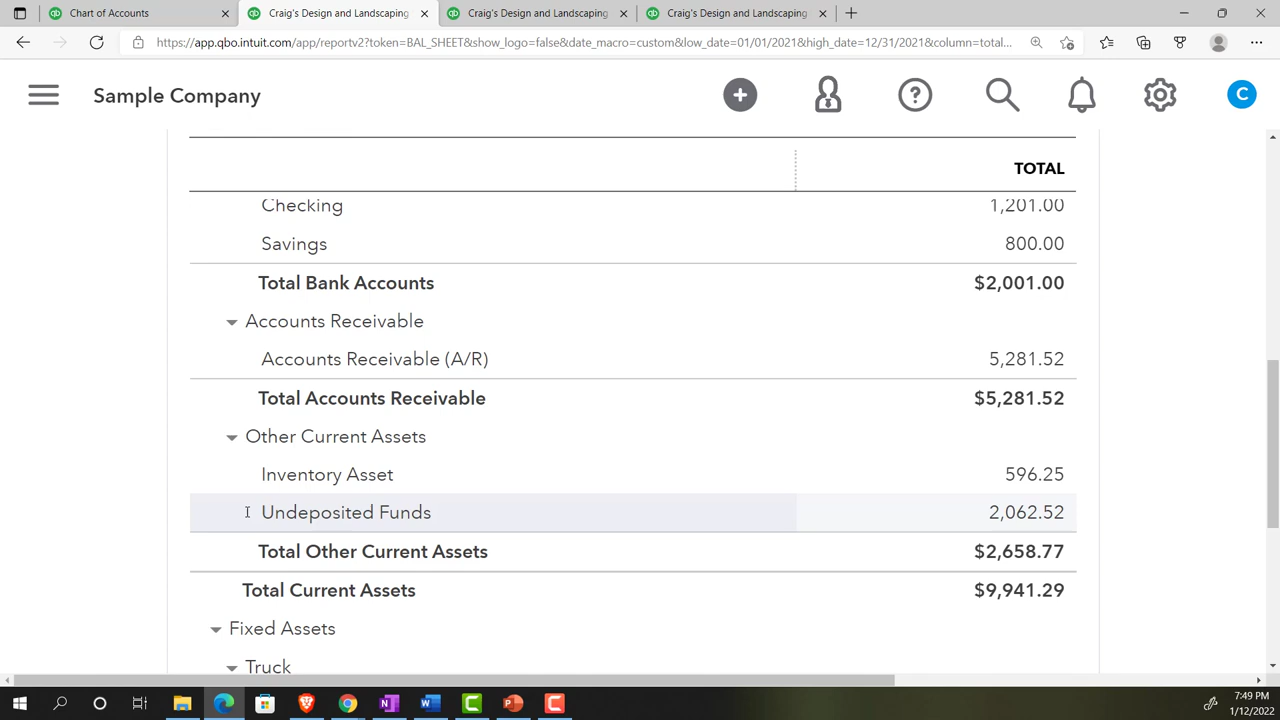 Chart of Accounts
Craig's Design and Landscaping
Craig's Design and Landscaping
Craig's Design and Landscaping
https://app.qbo.intuit.com/app/reportv2?token=BAL_SHEET&show_logo=false&date_macro=custom&low_date=01/01/2021&high_date=12/31/2021&column=total...
Sample Company
C
TOTAL
Checking 1,201.00
Savings 800.00
Total Bank Accounts $2,001.00
Accounts Receivable
Accounts Receivable (A/R) 5,281.52
Total Accounts Receivable $5,281.52
Other Current Assets
Inventory Asset 596.25
Undeposited Funds 2,062.52
Total Other Current Assets $2,658.77
Total Current Assets $9,941.29
Fixed Assets
Truck
7:49 PM
1/12/2022